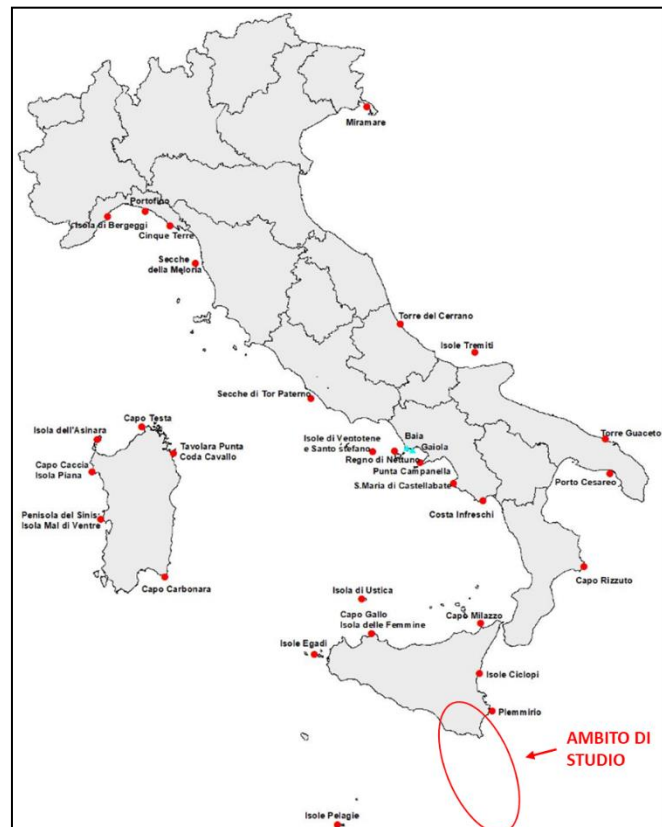 Miramare
Portofino
Isola di Bergeggi
Cinque Terre
Secche
della Meloria
Torre del Cerrano
Isole Tremiti
Secche di Tor Paterno
Isole di Ventotene
e Santo stefano
Baia
Gaiola
Regno di Nettuno
Punta Campanella
S.Maria di Castellabate
Costa Infreschi
Torre Guaceto
Porto Cesareo
Capo Testa
Isola dell'Asinara
Tavolara Punta
Coda Cavallo
Capo Caccia
Isola Piana
Penisola del Sinis
Isola Mal di Ventre
Capo Carbonara
Capo Rizzuto
Isola di Ustica
Capo Gallo
Isola delle Femmine
Capo Milazzo
Isole Egadi
Isole Ciclopi
Plemmirio
AMBITO DI
STUDIO
Isole Pelagie